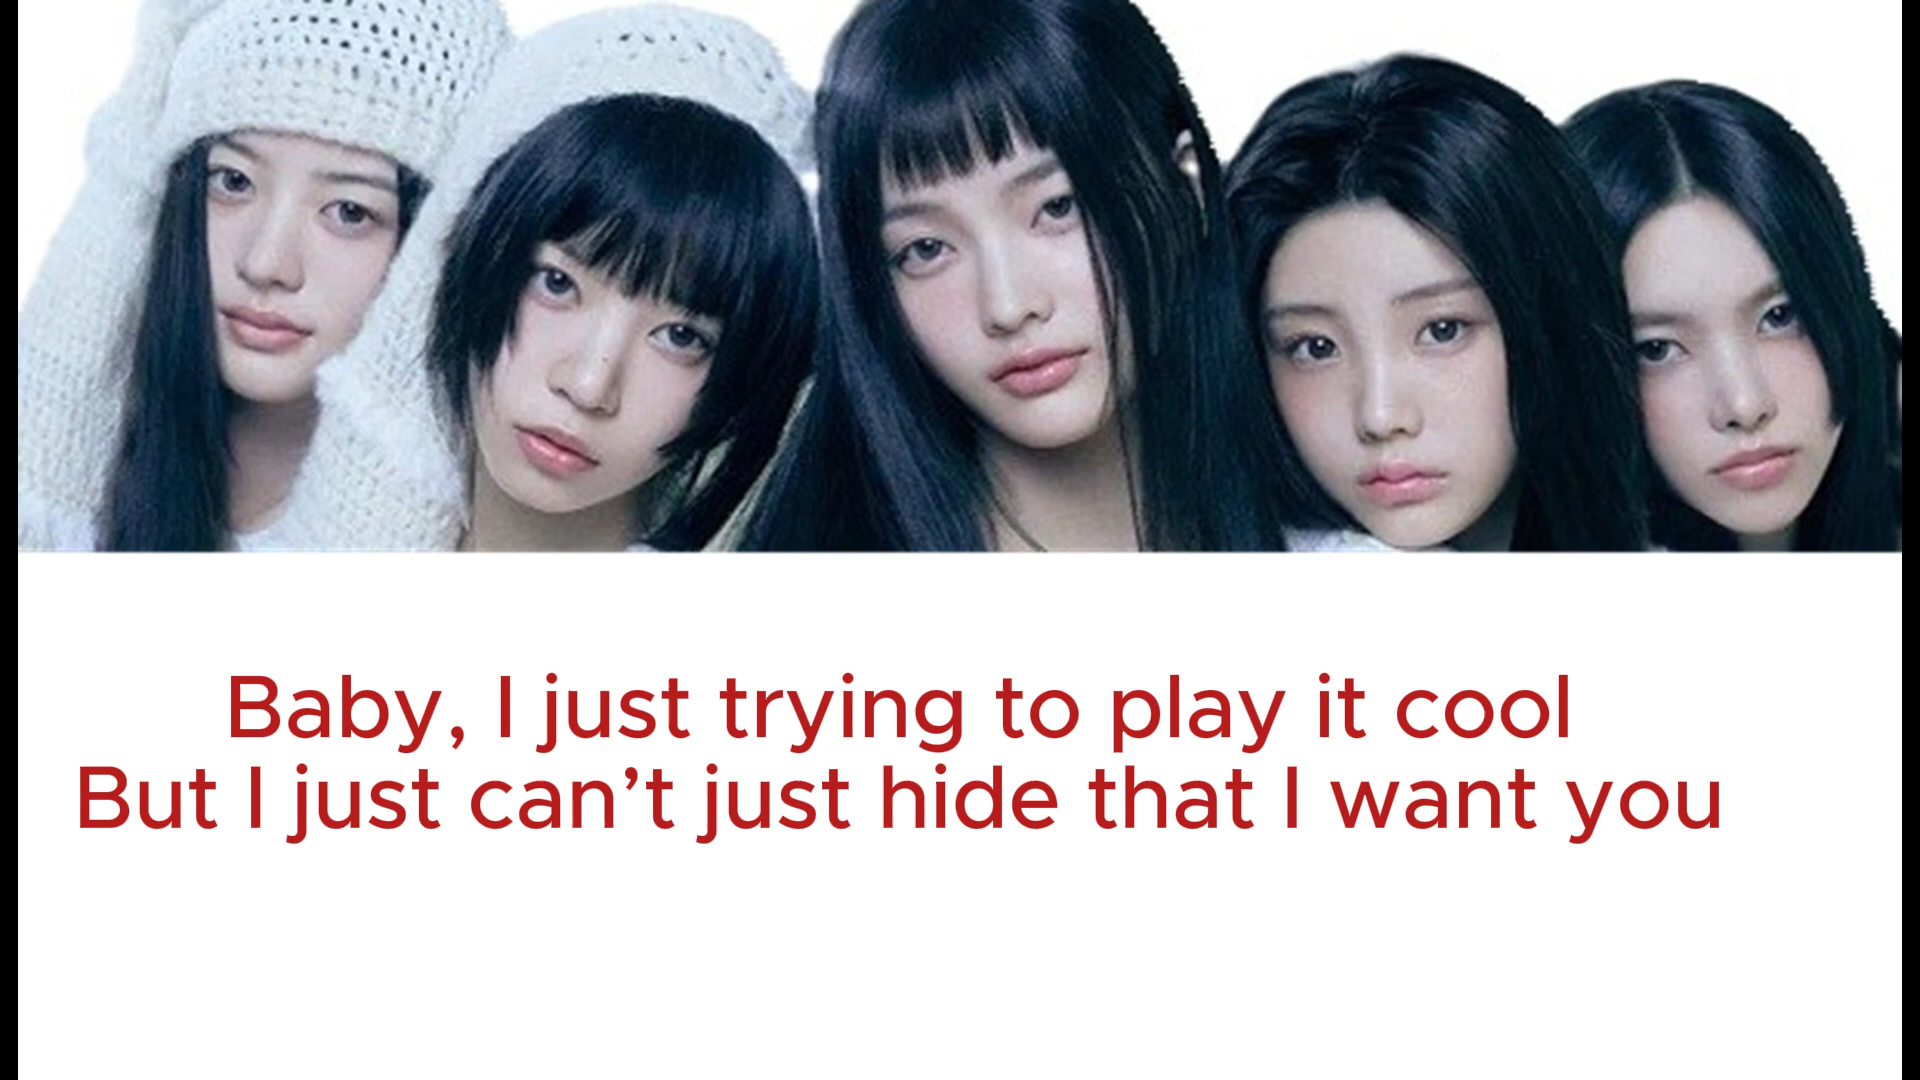 Baby, I just trying to play it cool
But I just can’t just hide that I want you